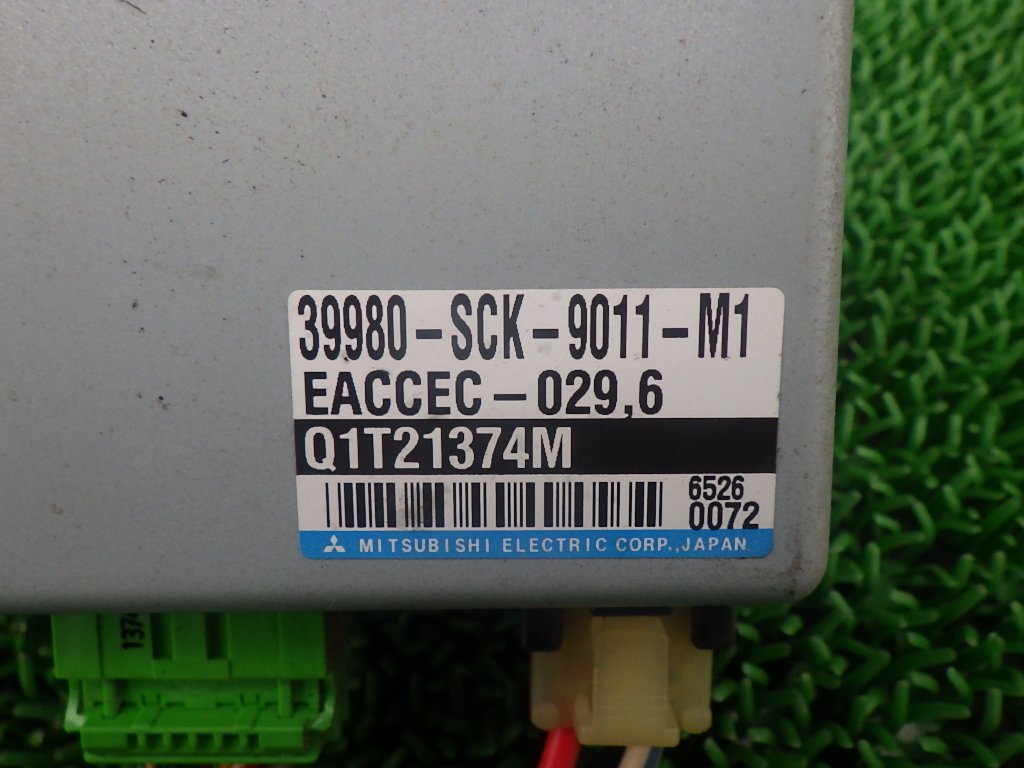 39980-SCK-9011-M1
EACCEC-029,6
Q1T21374M
6526
0072
MITSUBISHI ELECTRIC CORP.,JAPAN